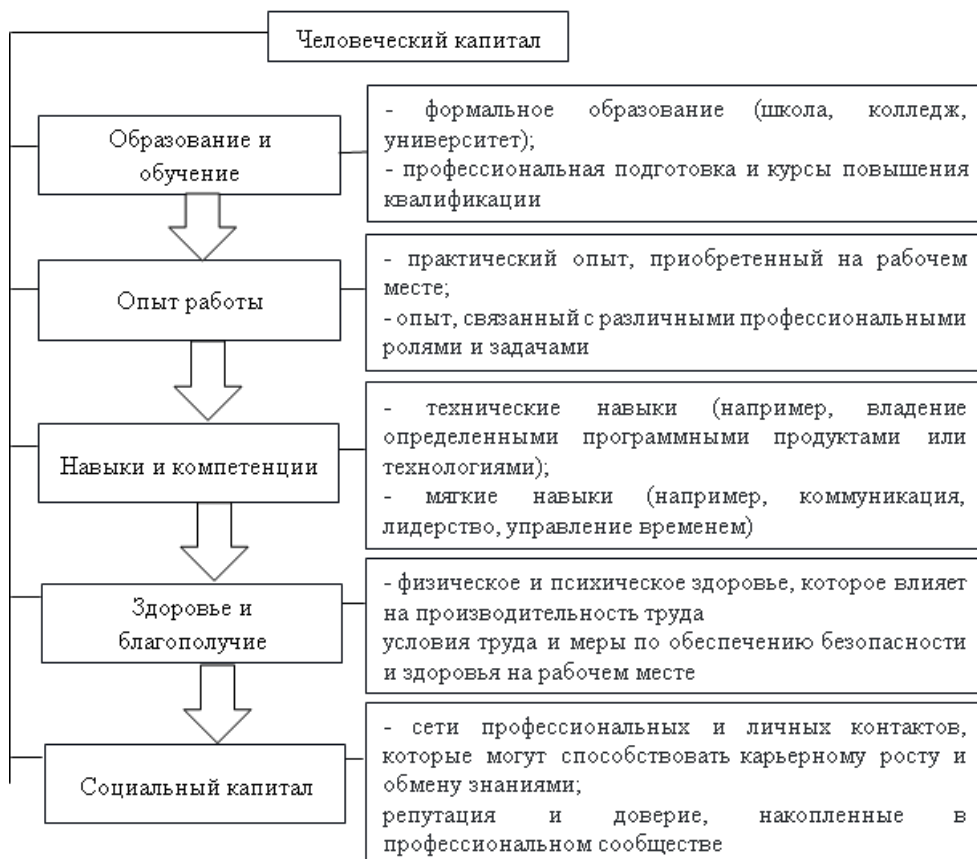 Человеческий капитал
Образование и
обучение
- формальное образование (школа, колледж,
университет);
- профессиональная подготовка и курсы повышения
квалификации
Опыт работы
- практический опыт, приобретенный на рабочем
месте;
- опыт, связанный с различными профессиональными
ролями и задачами
Навыки и компетенции
- технические навыки (например, владение
определенными программными продуктами или
технологиями);
- мягкие навыки (например, коммуникация,
лидерство, управление временем)
Здоровье и
благополучие
- физическое и психическое здоровье, которое влияет
на производительность труда
условия труда и меры по обеспечению безопасности
и здоровья на рабочем месте
Социальный капитал
- сети профессиональных и личных контактов,
которые могут способствовать карьерному росту и
обмену знаниями;
репутация и доверие, накопленные в
профессиональном сообществе